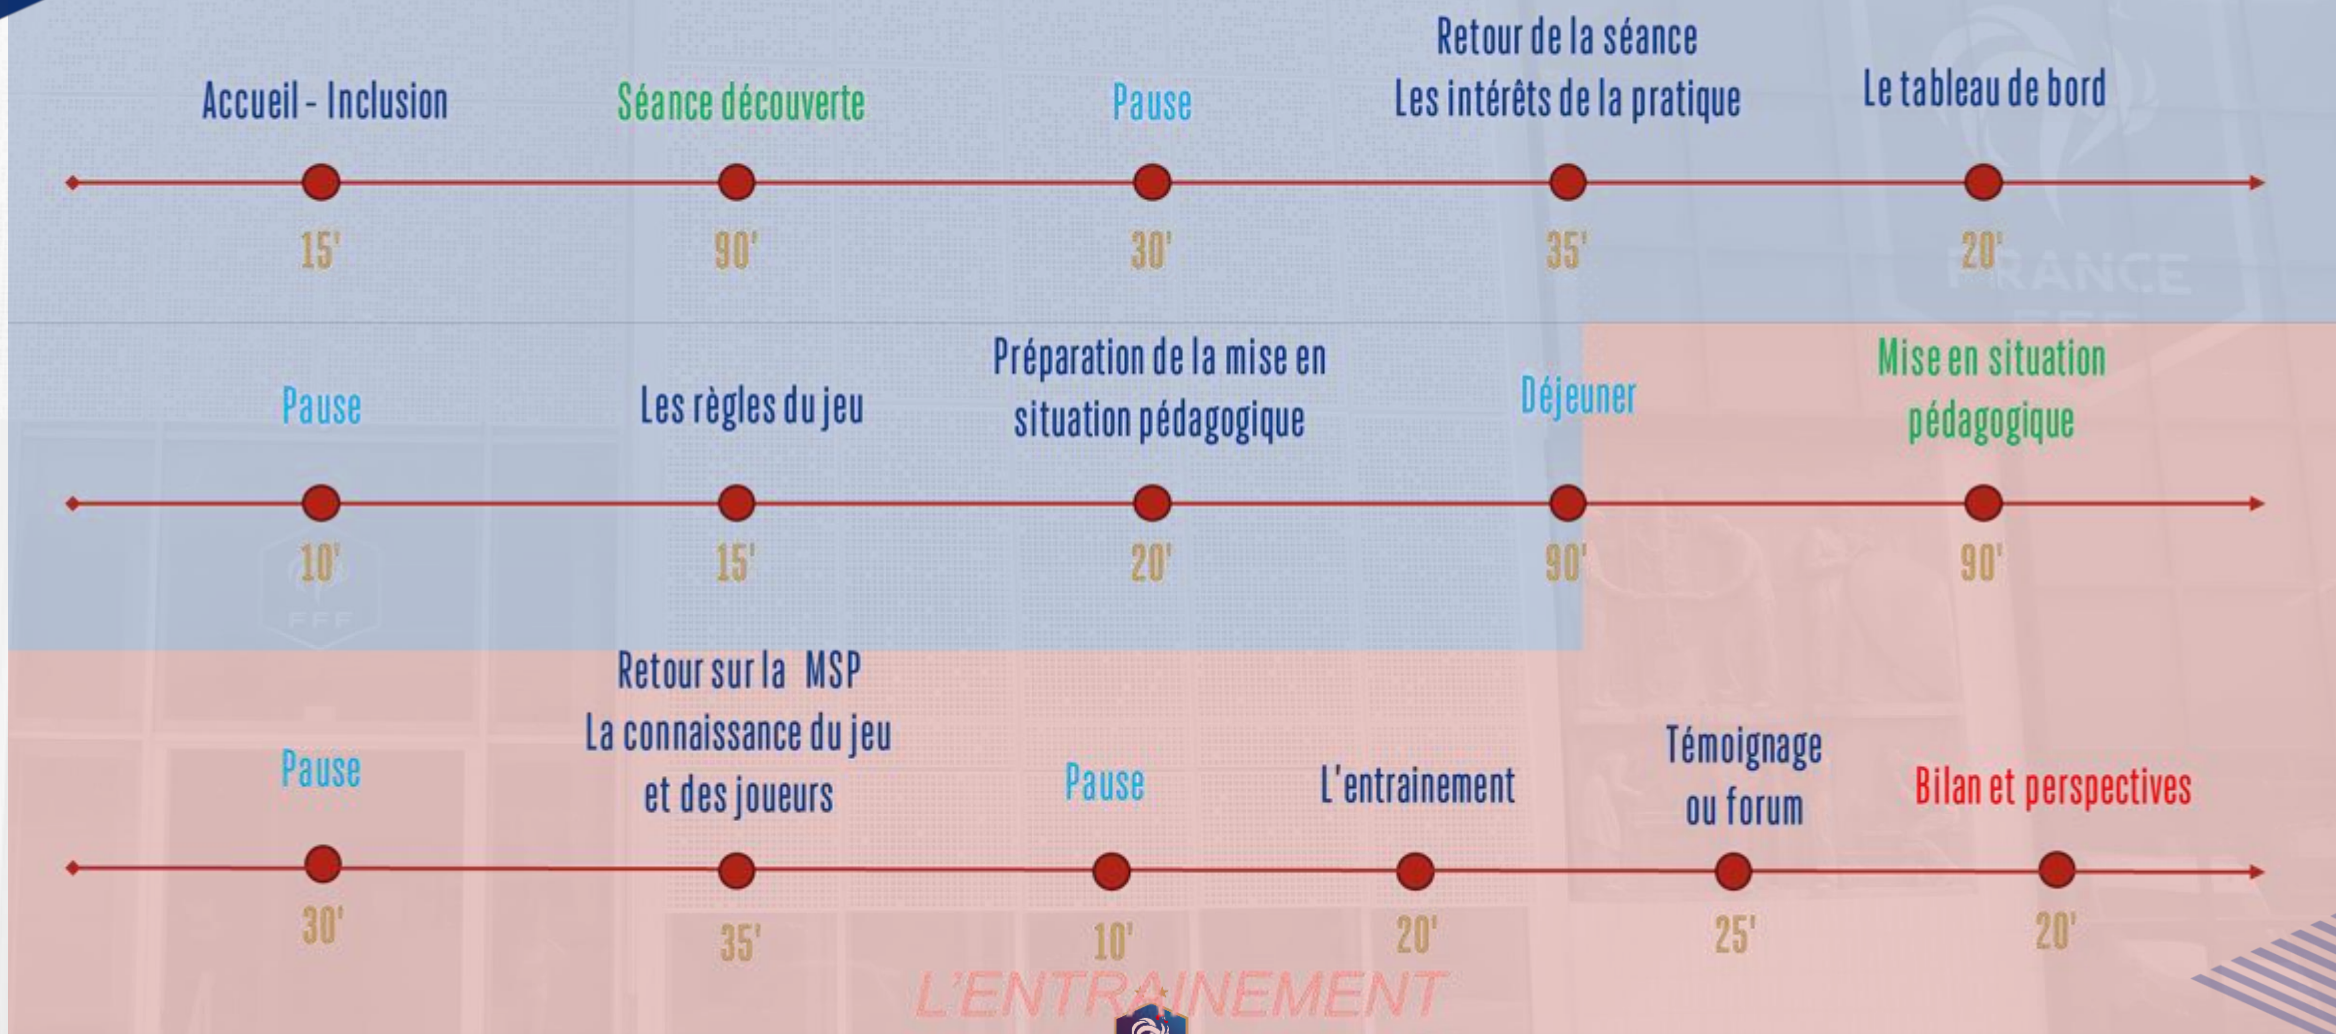 Accueil - Inclusion
Séance découverte
Pause
Retour de la séance
Les intérêts de la pratique
Le tableau de bord
15'
90'
30'
35'
20'
FRANCE
FFF
Pause
Les règles du jeu
Préparation de la mise en
situation pédagogique
Déjeuner
Mise en situation
pédagogique
10'
15'
20'
90'
90'
FFF
Pause
Retour sur la MSP
La connaissance du jeu
et des joueurs
Pause
L'entrainement
Témoignage
ou forum
Bilan et perspectives
30'
35'
10'
20'
25'
20'
L'ENTRAINEMENT